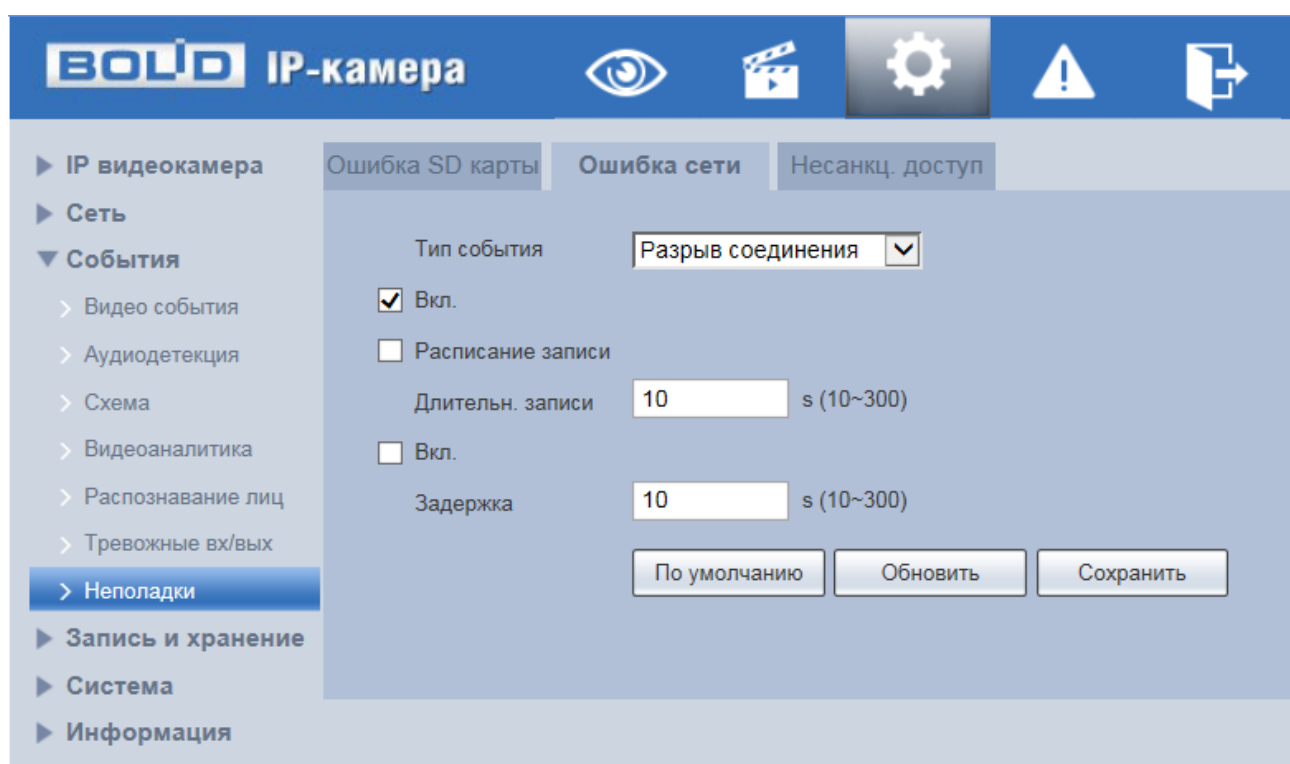 BOLID IP-камера
IP видеокамера
Сеть
События
Видео события
Аудиодетекция
Схема
Видеоаналитика
Распознавание лиц
Тревожные вх/вых
Неполадки
Запись и хранение
Система
Информация
Ошибка SD карты Ошибка сети Несанкц. доступ
Тип события Разрыв соединения
Вкл.
Расписание записи
Длительн. записи 10 s (10~300)
Вкл.
Задержка 10 s (10~300)
По умолчанию Обновить Сохранить